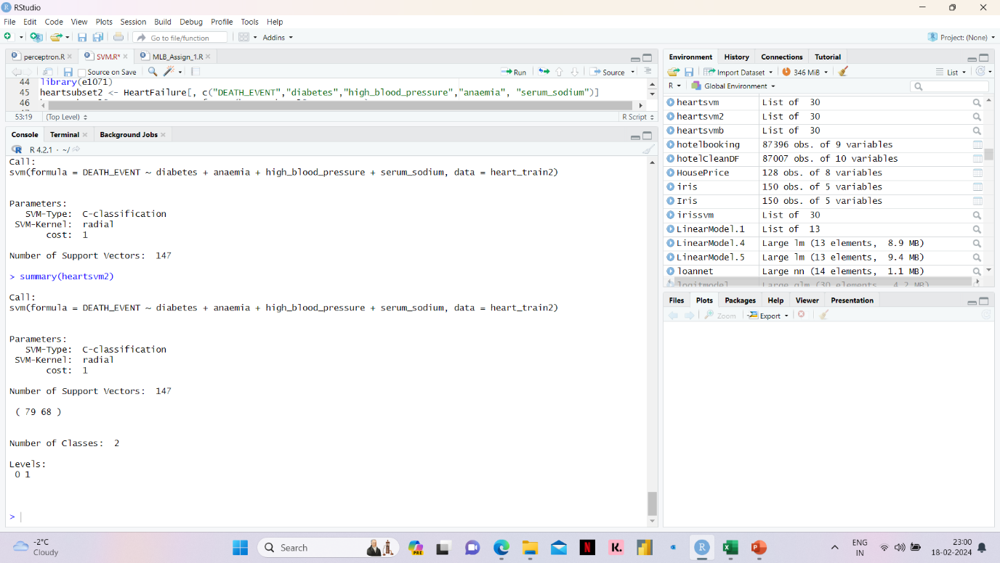 RStudio
File Edit Code View Plots Session Build Debug Profile Tools Help
Go to file/function Addins Project: (None)
perceptron.R SVM.R* MLB_Assign_1.R
Source on Save Run Source
44 library(e1071)
45 heartsubset2 <- HeartFailure[, c("DEATH_EVENT","diabetes","high_blood_pressure","anaemia", "serum_sodium")]
46
53:19 (Top Level) R Script
Console Terminal Background Jobs
R 4.2.1 · ~/
Call:
svm(formula = DEATH_EVENT ~ diabetes + anaemia + high_blood_pressure + serum_sodium, data = heart_train2)
Parameters:
SVM-Type: C-classification
SVM-Kernel: radial
cost: 1
Number of Support Vectors: 147
> summary(heartsvm2)
Call:
svm(formula = DEATH_EVENT ~ diabetes + anaemia + high_blood_pressure + serum_sodium, data = heart_train2)
Parameters:
SVM-Type: C-classification
SVM-Kernel: radial
cost: 1
Number of Support Vectors: 147
( 79 68 )
Number of Classes: 2
Levels:
0 1
>
Environment History Connections Tutorial
Import Dataset 346 MiB List
R Global Environment
heartsvm List of 30
heartsvm2 List of 30
heartsvmb List of 30
hotelbooking 87396 obs. of 9 variables
hotelCleanDF 87007 obs. of 10 variables
HousePrice 128 obs. of 8 variables
iris 150 obs. of 5 variables
Iris 150 obs. of 5 variables
irissvm List of 30
LinearModel.1 List of 13
LinearModel.4 Large lm (13 elements, 8.9 MB)
LinearModel.5 Large lm (13 elements, 9.4 MB)
loannet Large nn (14 elements, 1.1 MB)
logitmodel Large glm (30 elements, 4.2 MB)
Files Plots Packages Help Viewer Presentation
Zoom Export
-2°C
Cloudy
Search
PRE
N
K.
ENG
IN
23:00
18-02-2024